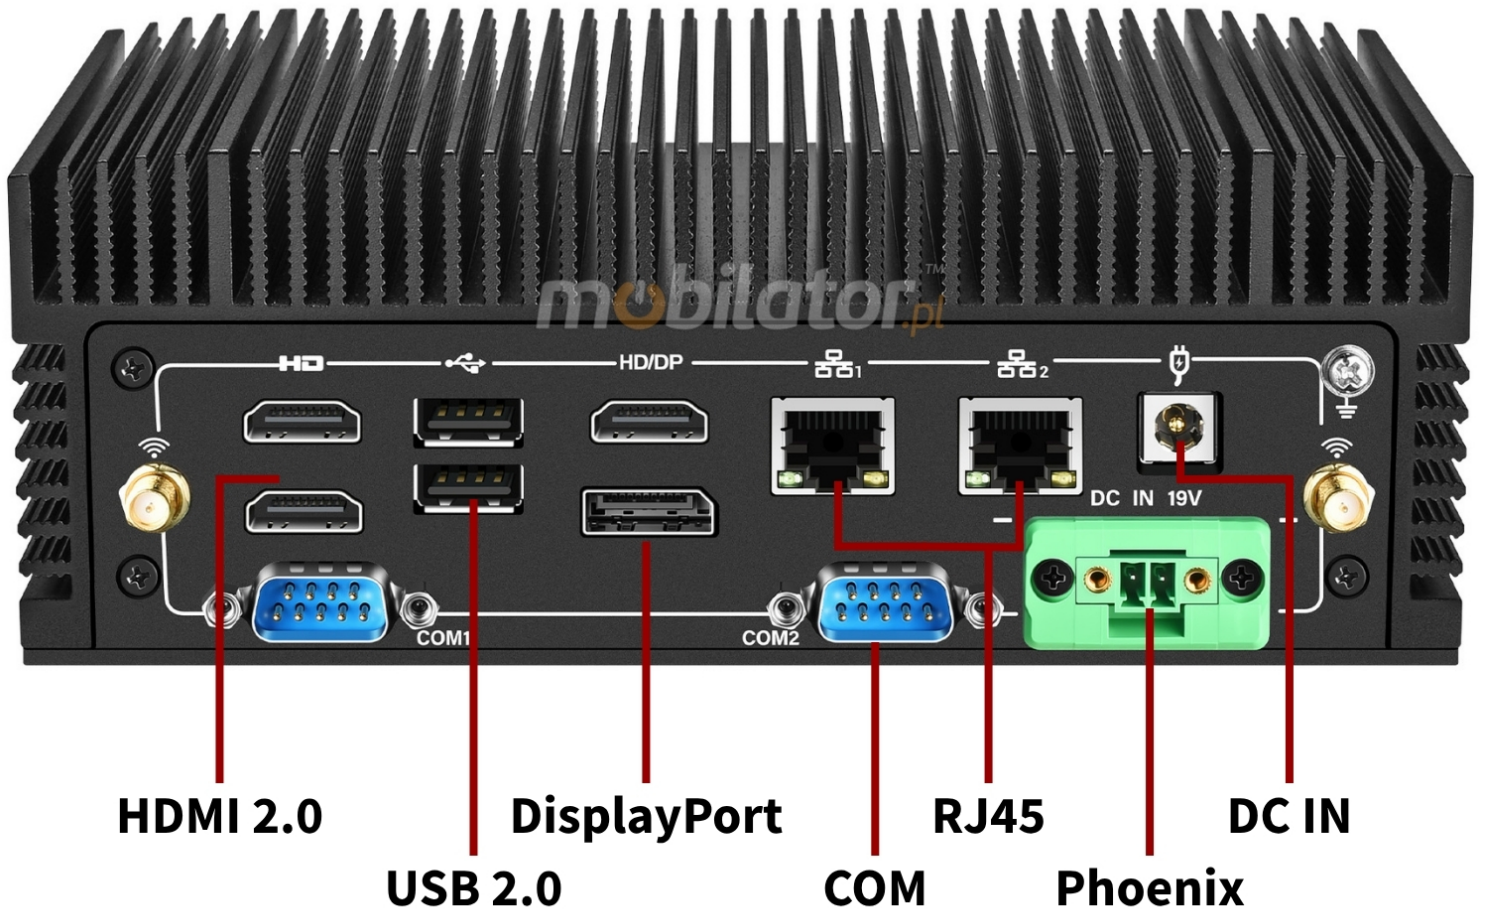 mobilator.pl™
HD
HD/DP
1
2
DC IN 19V
COM1
COM2
HDMI 2.0
DisplayPort
RJ45
DC IN
USB 2.0
COM
Phoenix